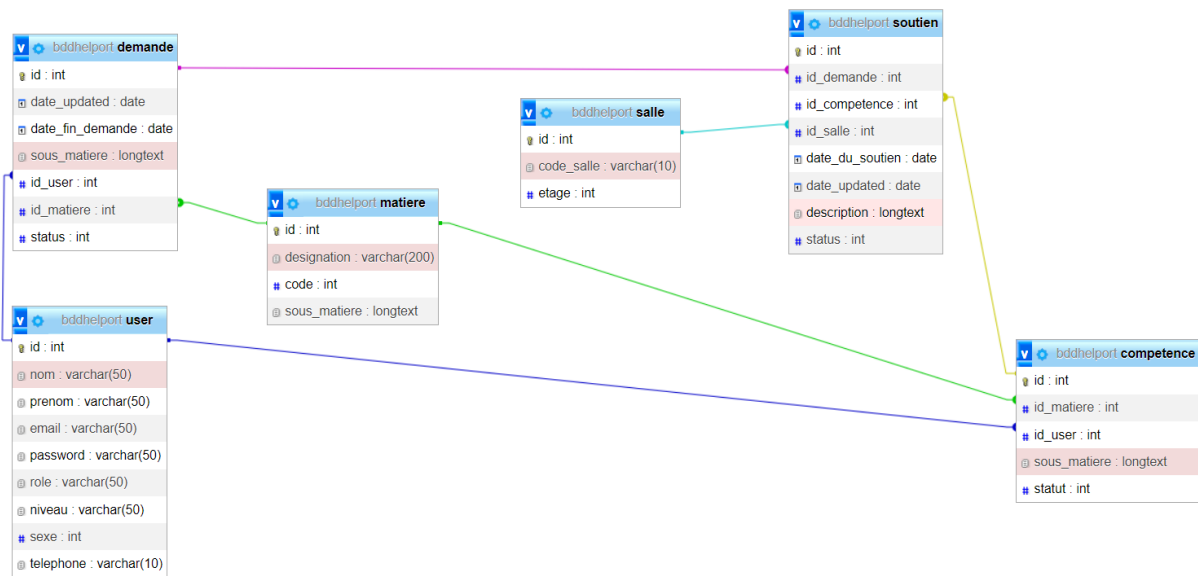 v bddhelport demande
id : int
date_updated : date
date_fin_demande : date
sous_matiere : longtext
# id_user : int
# id_matiere : int
# status : int
v bddhelport user
id : int
nom : varchar(50)
prenom : varchar(50)
email : varchar(50)
password : varchar(50)
role : varchar(50)
niveau : varchar(50)
# sexe : int
telephone : varchar(10)
v bddhelport matiere
id : int
designation : varchar(200)
# code : int
sous_matiere : longtext
v bddhelport salle
id : int
code_salle : varchar(10)
# etage : int
v bddhelport soutien
id : int
# id_demande : int
# id_competence : int
# id_salle : int
date_du_soutien : date
date_updated : date
description : longtext
# status : int
v bddhelport competence
id : int
# id_matiere : int
# id_user : int
sous_matiere : longtext
# statut : int